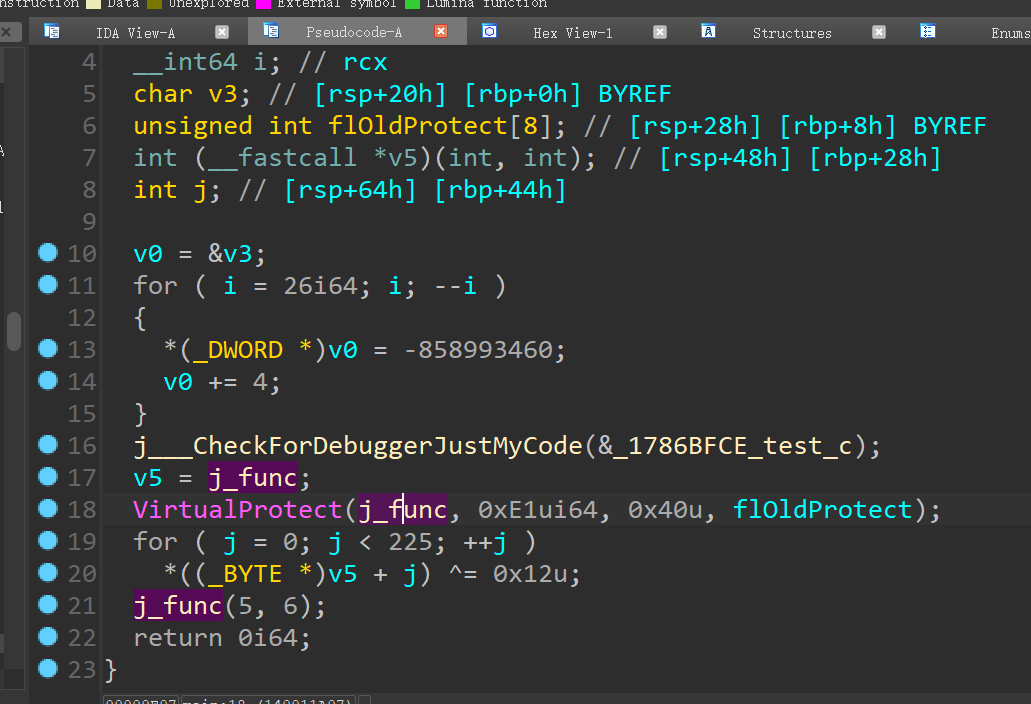 nstruction Data Unexplored External symbol Lumina function
IDA View-A Pseudocode-A Hex View-1 Structures Enums
4 __int64 i; // rcx
5 char v3; // [rsp+20h] [rbp+0h] BYREF
6 unsigned int flOldProtect[8]; // [rsp+28h] [rbp+8h] BYREF
7 int (__fastcall *v5)(int, int); // [rsp+48h] [rbp+28h]
8 int j; // [rsp+64h] [rbp+44h]
9
10 v0 = &v3;
11 for ( i = 26i64; i; --i )
12 {
13 *(_DWORD *)v0 = -858993460;
14 v0 += 4;
15 }
16 j___CheckForDebuggerJustMyCode(&_1786BFCE_test_c);
17 v5 = j_func;
18 VirtualProtect(j_func, 0xE1ui64, 0x40u, flOldProtect);
19 for ( j = 0; j < 225; ++j )
20 *((_BYTE *)v5 + j) ^= 0x12u;
21 j_func(5, 6);
22 return 0i64;
23 }